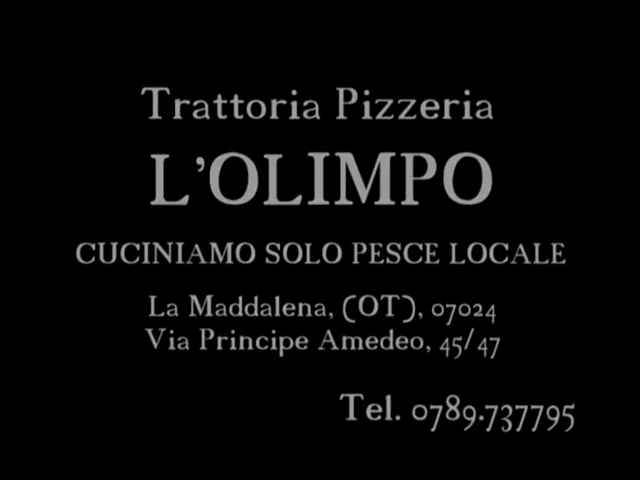 Trattoria Pizzeria
L'OLIMPO
CUCINIAMO SOLO PESCE LOCALE
La Maddalena, (OT), 07024
Via Principe Amedeo, 45/47
Tel. 0789.737795